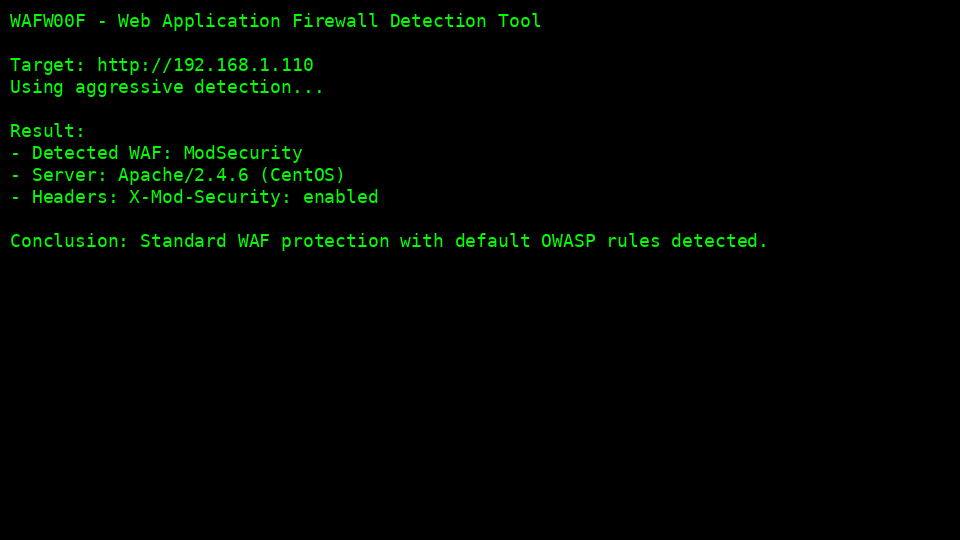 WAFW00F - Web Application Firewall Detection Tool
Target: http://192.168.1.110
Using aggressive detection...
Result:
- Detected WAF: ModSecurity
- Server: Apache/2.4.6 (CentOS)
- Headers: X-Mod-Security: enabled
Conclusion: Standard WAF protection with default OWASP rules detected.